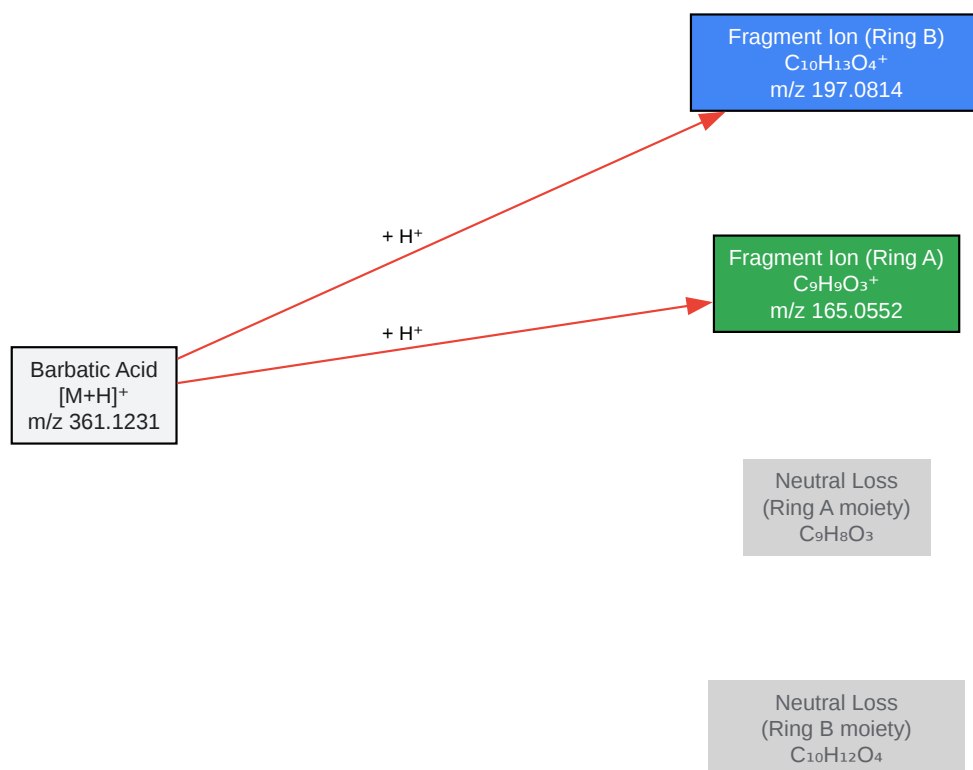 Fragment Ion (Ring B)
C₁₀H₁₃O₄⁺
m/z 197.0814
+ H⁺
Fragment Ion (Ring A)
C₉H₉O₃⁺
m/z 165.0552
+ H⁺
Barbatic Acid
[M+H]⁺
m/z 361.1231
Neutral Loss
(Ring A moiety)
C₉H₈O₃
Neutral Loss
(Ring B moiety)
C₁₀H₁₂O₄